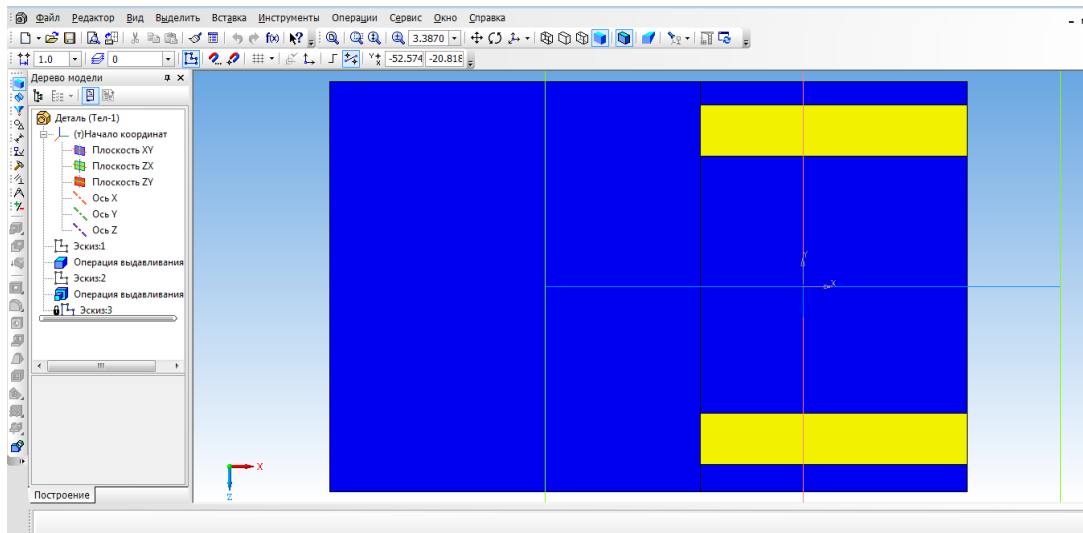 Файл Редактор Вид Выделить Вставка Инструменты Операции Сервис Окно Справка
3.3870
1.0 0 -52.574 -20.818
Дерево модели
Деталь (Тел-1)
(т)Начало координат
Плоскость XY
Плоскость ZX
Плоскость ZY
Ось X
Ось Y
Ось Z
Эскиз:1
Операция выдавливания
Эскиз:2
Операция выдавливания
Эскиз:3
Y
X
X
Z
Построение